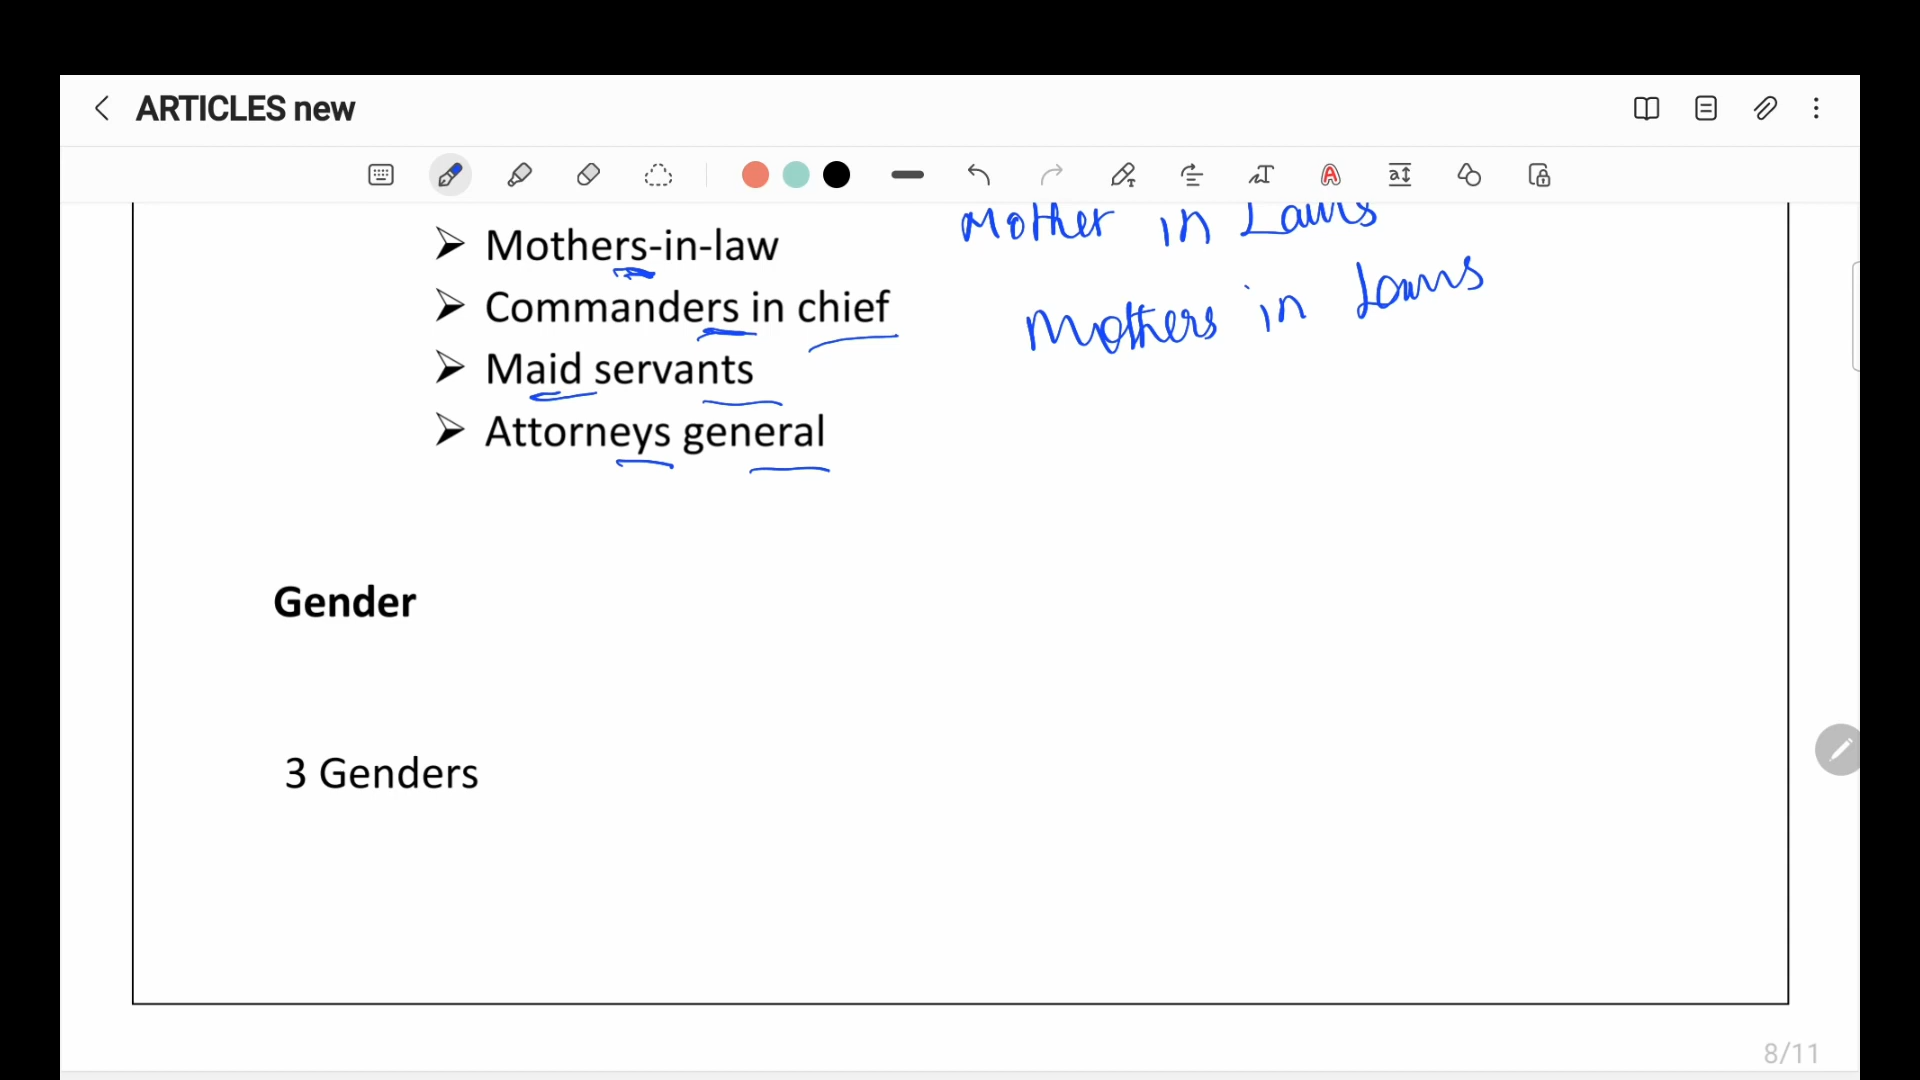 ARTICLES new
Mother in Laws
➤ Mothers-in-law
Mothers in Laws
➤ Commanders in chief
➤ Maid servants
➤ Attorneys general
Gender
3 Genders
8/11